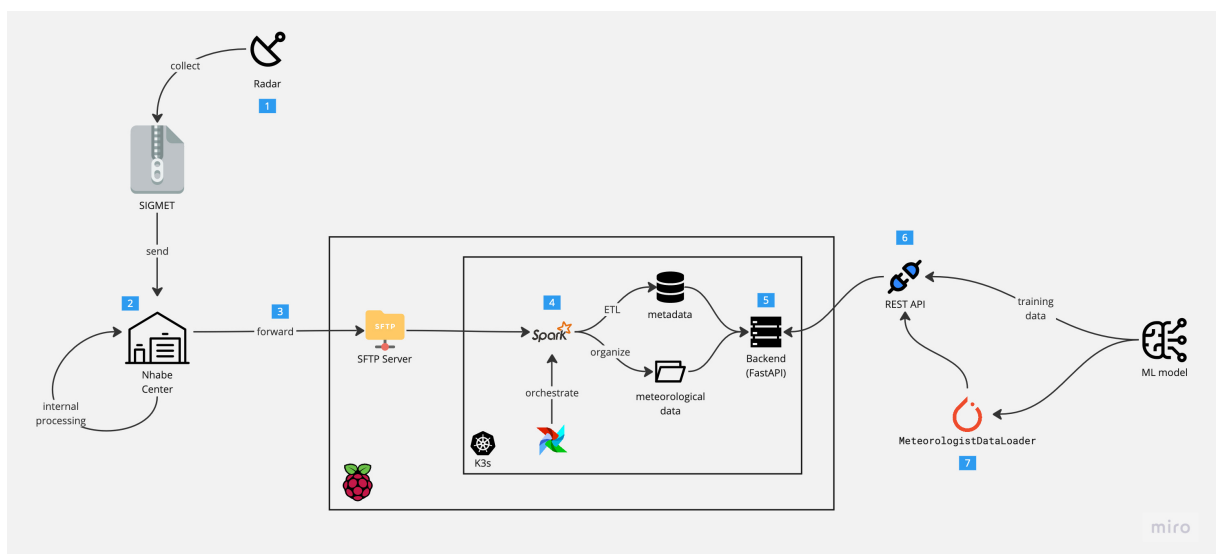 collect
Radar
1
SIGMET
send
2
Nhabe
Center
internal
processing
3
forward
SFTP
SFTP Server
4
Spark
ETL
organize
orchestrate
metadata
meteorological
data
5
Backend
(FastAPI)
K3s
6
REST API
training
data
ML model
MeteorologistDataLoader
7
miro